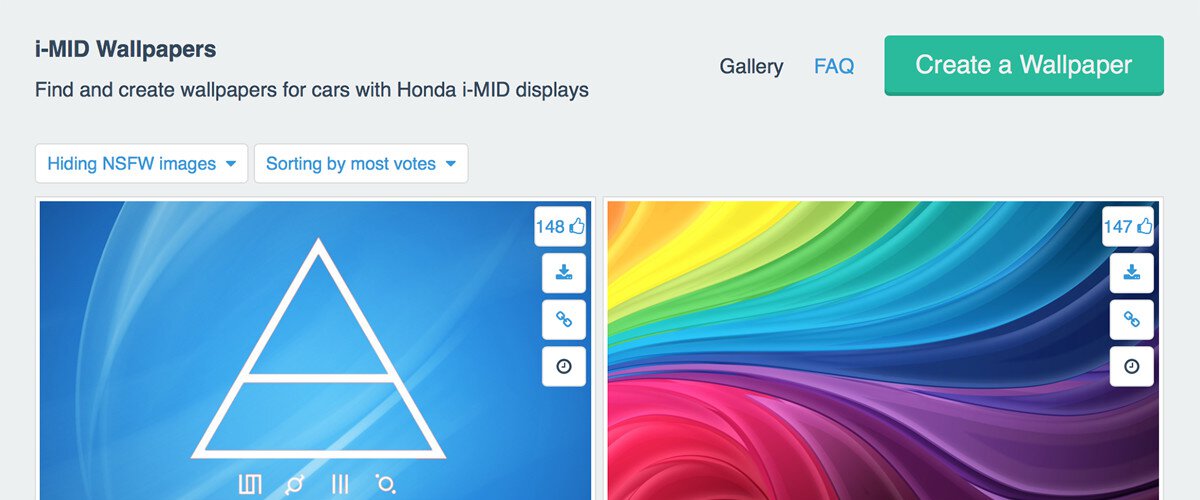 i-MID Wallpapers
Find and create wallpapers for cars with Honda i-MID displays
Gallery
FAQ
Create a Wallpaper
Hiding NSFW images
Sorting by most votes
148
147